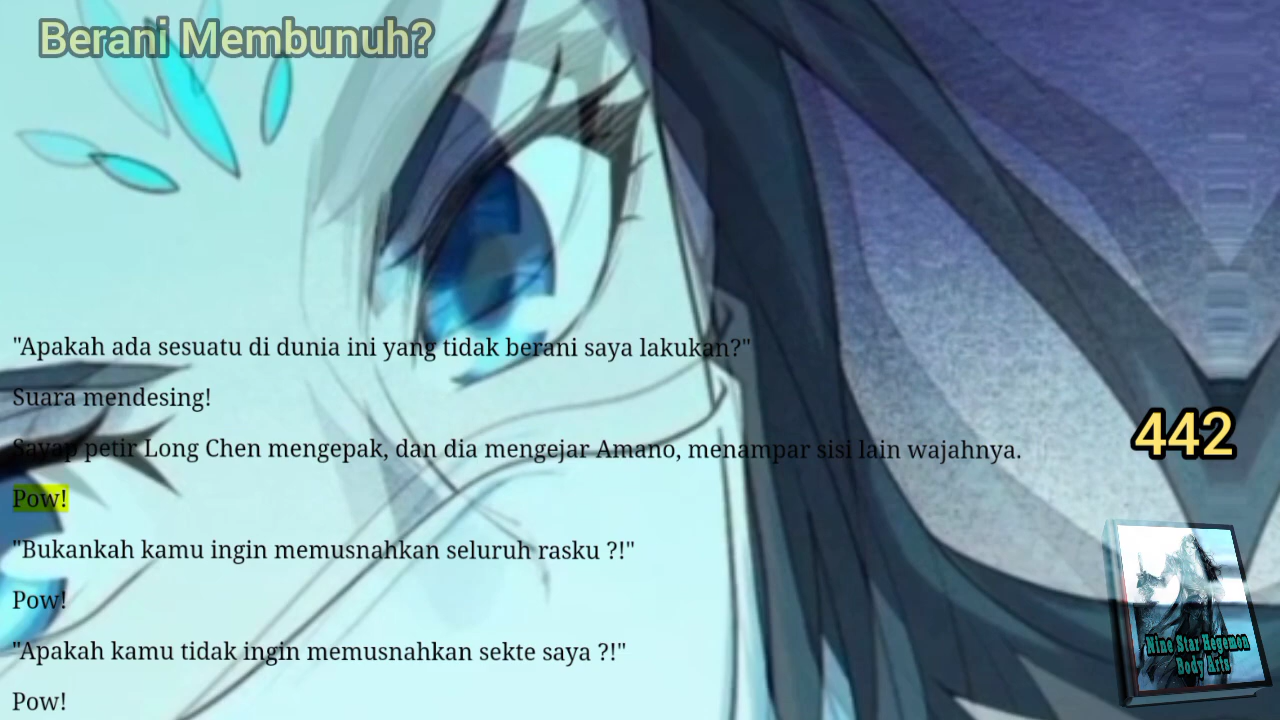 Berani Membunuh?
"Apakah ada sesuatu di dunia ini yang tidak berani saya lakukan?"
Suara mendesing!
Sayap petir Long Chen mengepak, dan dia mengejar Amano, menampar sisi lain wajahnya.
442
Pow!
"Bukankah kamu ingin memusnahkan seluruh rasku ?!"
Pow!
"Apakah kamu tidak ingin memusnahkan sekte saya ?!"
Pow!
Nine Star Hegemon
Body Arts